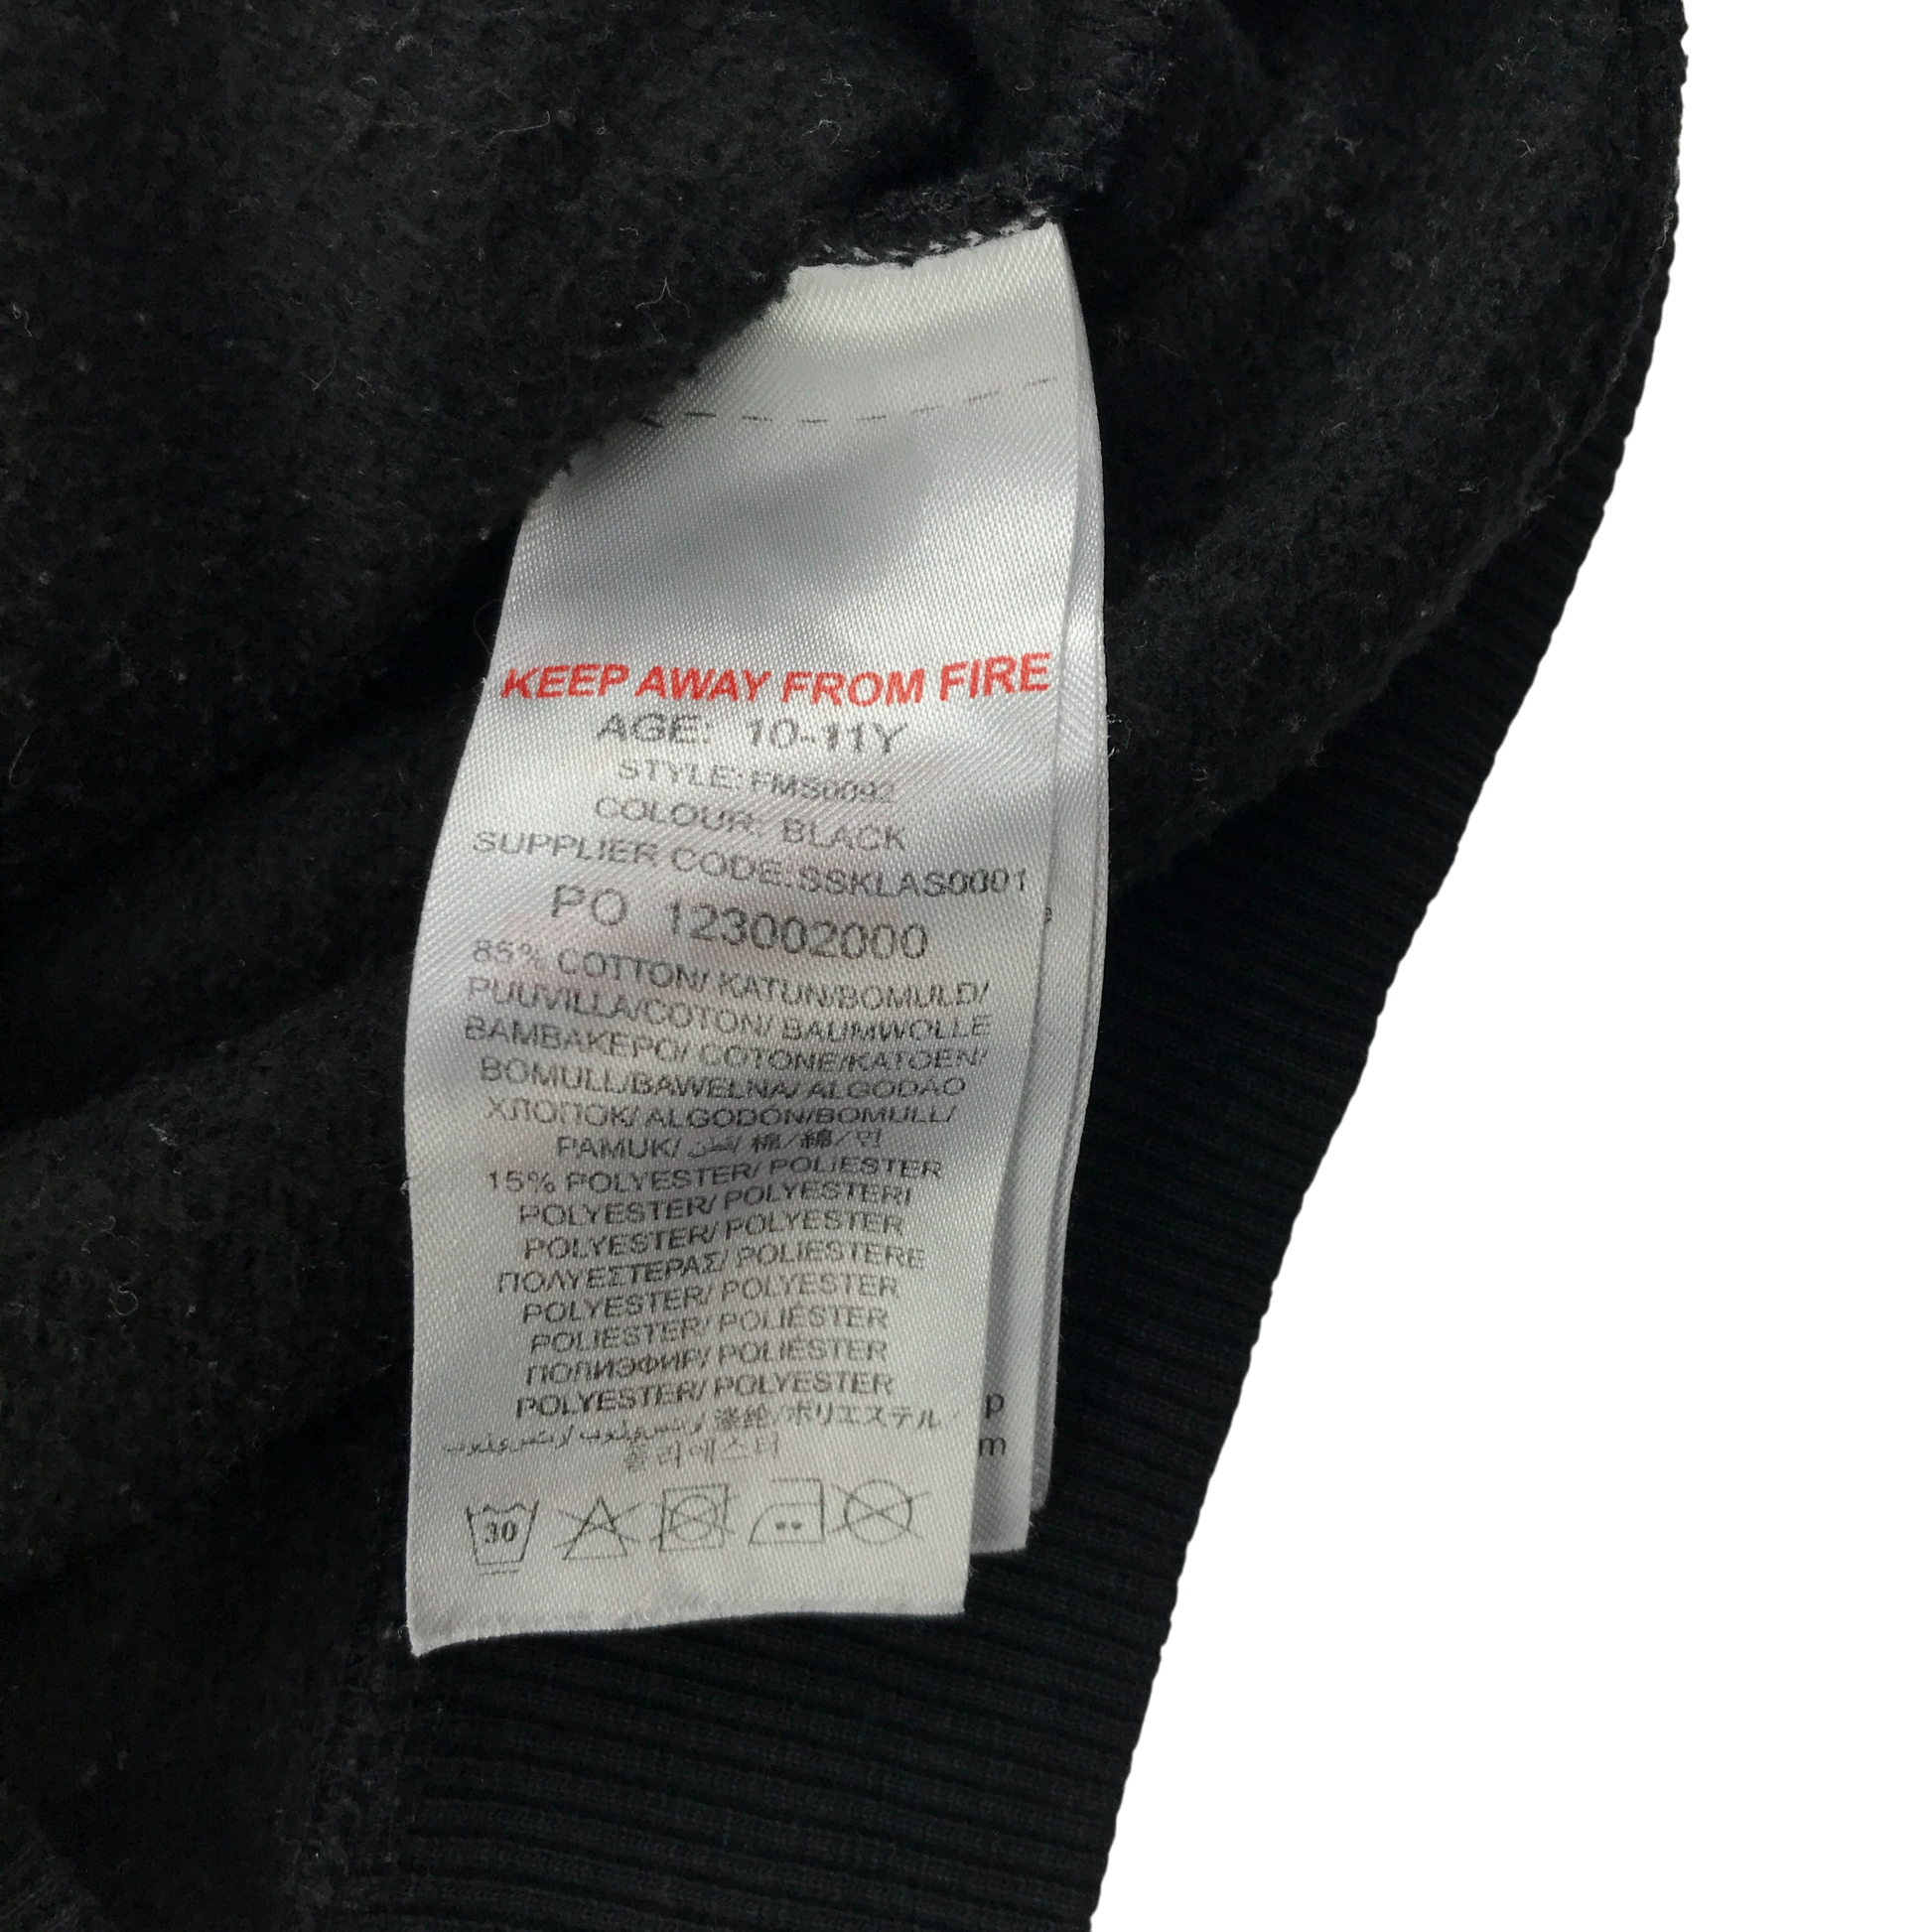 KEEP AWAY FROM FIRE
AGE: 10-11Y
STYLE: FMS0092
COLOUR: BLACK
SUPPLIER CODE:SSKLAS0001
PO 123002000
85% COTTON/ KATUN/BOMULD/
PUUVILLA/COTON/ BAUMWOLLE
BAMBAKEPO/ COTONE/KATOEN/
BOMULL/BAWELNA/ ALGODAO
ХЛОПОК/ ALGODÓN/BOMULL/
PAMUK/ قطن/ 棉/綿/면
15% POLYESTER/ POLIESTER
POLYESTER/ POLYESTERI
POLYESTER/ POLYESTER
ΠΟΛΥΕΣΤΕΡΑΣ/ POLIESTERE
POLYESTER/ POLYESTER
POLIESTER/ POLIÉSTER
ПОЛИЭФИР/ POLIÉSTER
POLYESTER/ POLYESTER
涤纶/ポリエステル/
폴리에스터
30
e
p
m